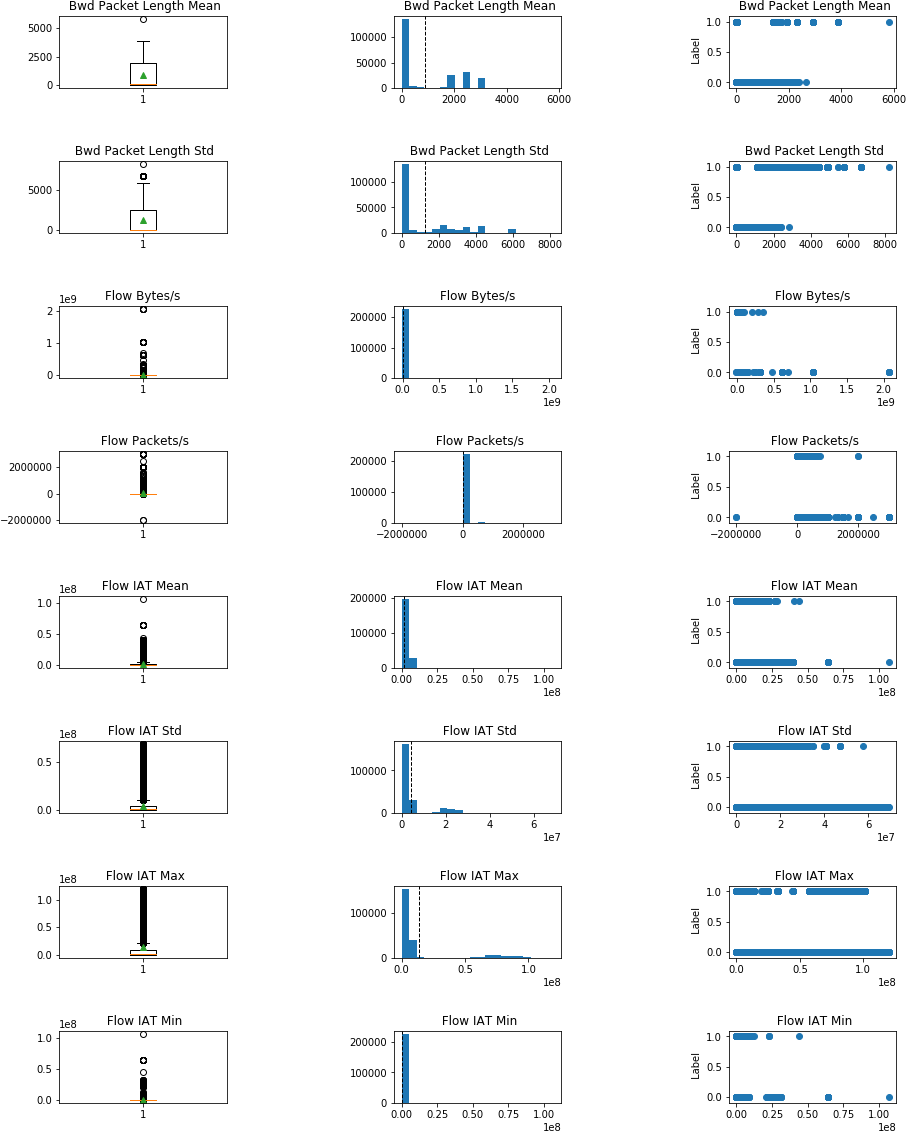 Bwd Packet Length Mean Bwd Packet Length Mean Bwd Packet Length Mean
5000
2500
0
1
100000
50000
0
0 2000 4000 6000
Label
1.0
0.5
0.0
0 2000 4000 6000
Bwd Packet Length Std Bwd Packet Length Std Bwd Packet Length Std
5000
0
1
100000
50000
0
0 2000 4000 6000 8000
Label
1.0
0.5
0.0
0 2000 4000 6000 8000
Flow Bytes/s Flow Bytes/s Flow Bytes/s
1e9
2
1
0
1
200000
100000
0
0.0 0.5 1.0 1.5 2.0
1e9
Label
1.0
0.5
0.0
0.0 0.5 1.0 1.5 2.0
1e9
Flow Packets/s Flow Packets/s Flow Packets/s
2000000
0
−2000000
1
200000
100000
0
−2000000 0 2000000
Label
1.0
0.5
0.0
−2000000 0 2000000
Flow IAT Mean Flow IAT Mean Flow IAT Mean
1e8
1.0
0.5
0.0
1
200000
100000
0
0.00 0.25 0.50 0.75 1.00
1e8
Label
1.0
0.5
0.0
0.00 0.25 0.50 0.75 1.00
1e8
Flow IAT Std Flow IAT Std Flow IAT Std
1e8
0.5
0.0
1
100000
0
0 2 4 6
1e7
Label
1.0
0.5
0.0
0 2 4 6
1e7
Flow IAT Max Flow IAT Max Flow IAT Max
1e8
1.0
0.5
0.0
1
100000
0
0.0 0.5 1.0
1e8
Label
1.0
0.5
0.0
0.0 0.5 1.0
1e8
Flow IAT Min Flow IAT Min Flow IAT Min
1e8
1.0
0.5
0.0
1
200000
100000
0
0.00 0.25 0.50 0.75 1.00
1e8
Label
1.0
0.5
0.0
0.00 0.25 0.50 0.75 1.00
1e8